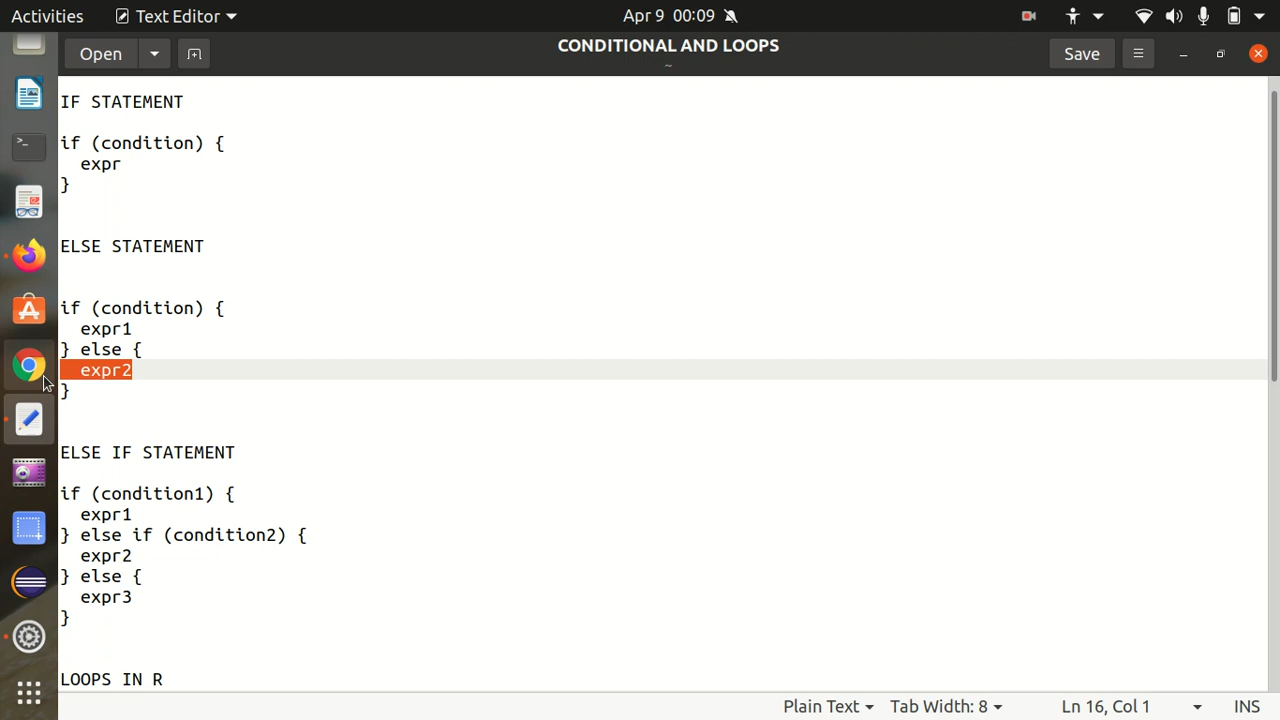 Activities Text Editor Apr 9 00:09
Open CONDITIONAL AND LOOPS Save
~
IF STATEMENT
if (condition) {
expr
}
ELSE STATEMENT
if (condition) {
expr1
} else {
expr2
}
ELSE IF STATEMENT
if (condition1) {
expr1
} else if (condition2) {
expr2
} else {
expr3
}
LOOPS IN R
Plain Text Tab Width: 8 Ln 16, Col 1 INS